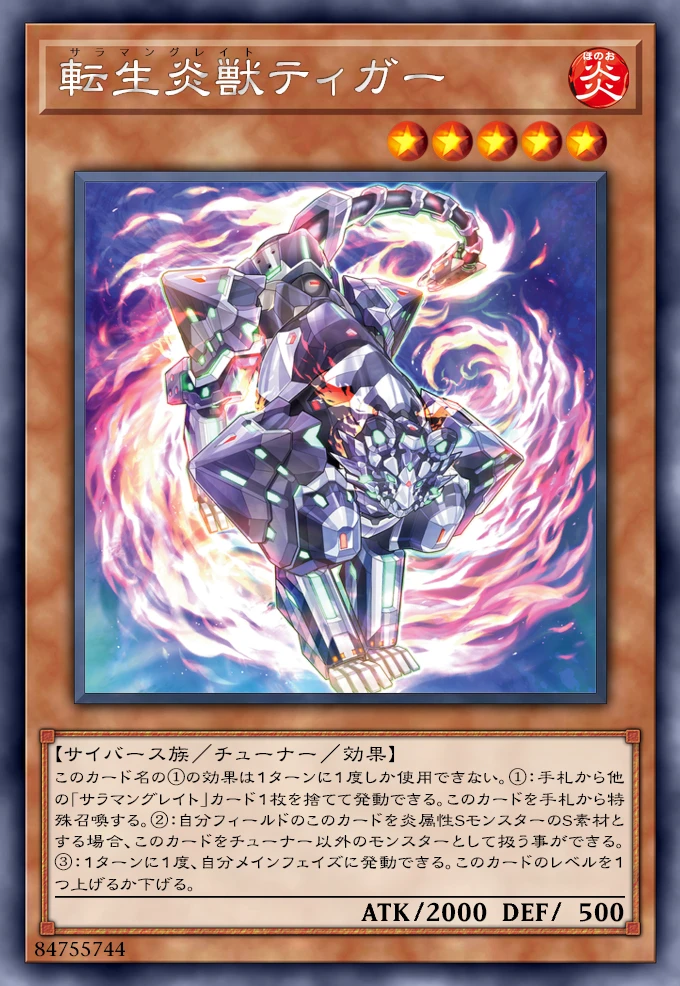 サラマングレイト
転生炎獣ティガー
ほのお
炎
【サイバース族／チューナー／効果】
このカード名の①の効果は１ターンに１度しか使用できない。①：手札から他
の「サラマングレイト」カード１枚を捨てて発動できる。このカードを手札から特
殊召喚する。②：自分フィールドのこのカードを炎属性SモンスターのS素材と
する場合、このカードをチューナー以外のモンスターとして扱う事ができる。
③：１ターンに１度、自分メインフェイズに発動できる。このカードのレベルを１
つ上げるか下げる。
ATK/2000 DEF/ 500
84755744